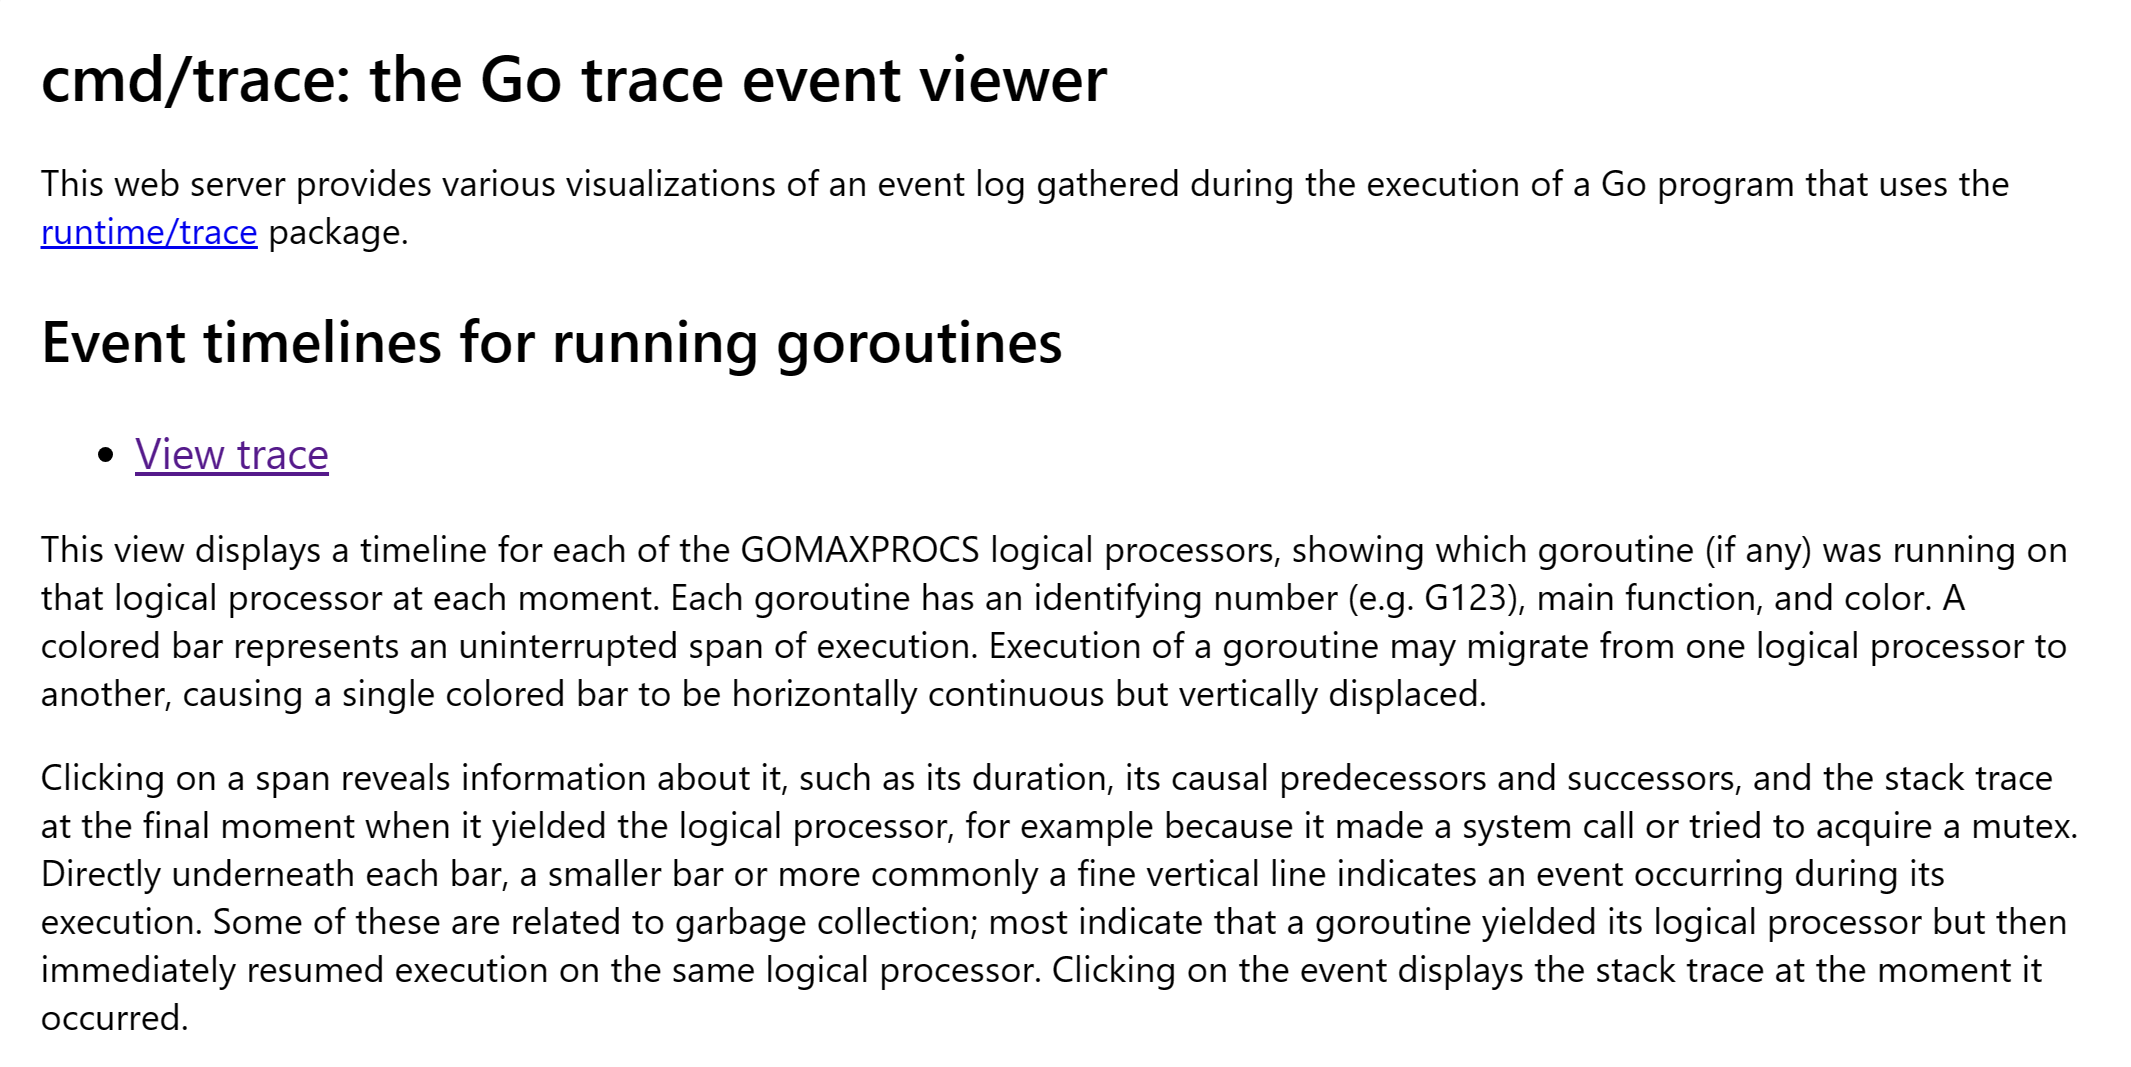 cmd/trace: the Go trace event viewer
This web server provides various visualizations of an event log gathered during the execution of a Go program that uses the
runtime/trace package.
Event timelines for running goroutines
• View trace
This view displays a timeline for each of the GOMAXPROCS logical processors, showing which goroutine (if any) was running on
that logical processor at each moment. Each goroutine has an identifying number (e.g. G123), main function, and color. A
colored bar represents an uninterrupted span of execution. Execution of a goroutine may migrate from one logical processor to
another, causing a single colored bar to be horizontally continuous but vertically displaced.
Clicking on a span reveals information about it, such as its duration, its causal predecessors and successors, and the stack trace
at the final moment when it yielded the logical processor, for example because it made a system call or tried to acquire a mutex.
Directly underneath each bar, a smaller bar or more commonly a fine vertical line indicates an event occurring during its
execution. Some of these are related to garbage collection; most indicate that a goroutine yielded its logical processor but then
immediately resumed execution on the same logical processor. Clicking on the event displays the stack trace at the moment it
occurred.